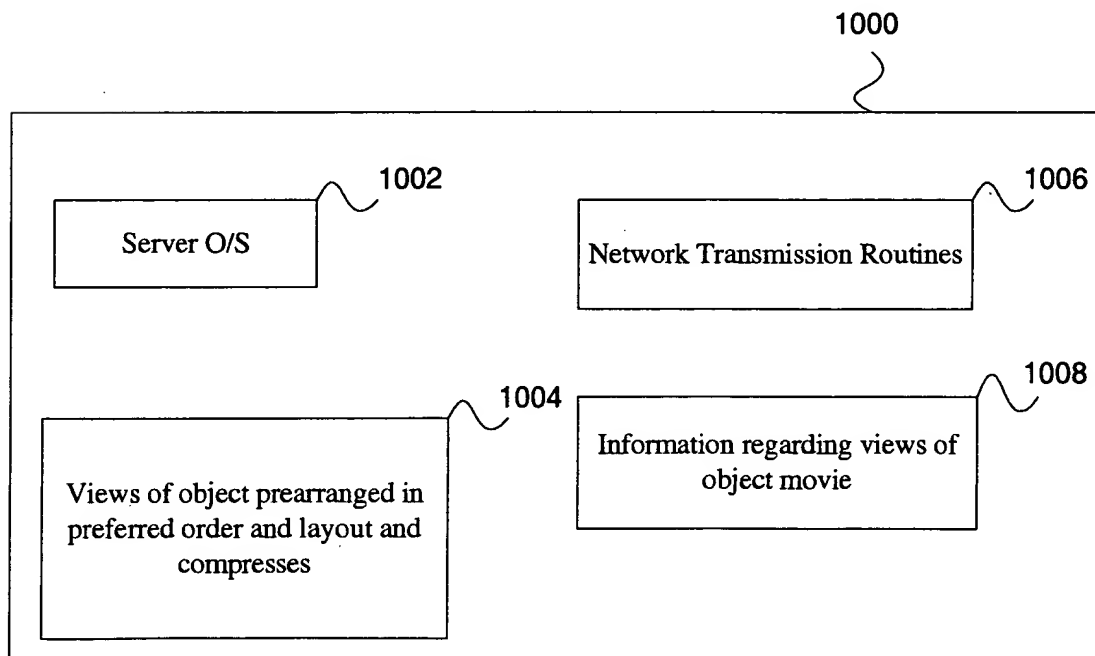 1000
1002
Server O/S
1006
Network Transmission Routines
1004
Views of object prearranged in
preferred order and layout and
compresses
1008
Information regarding views of
object movie